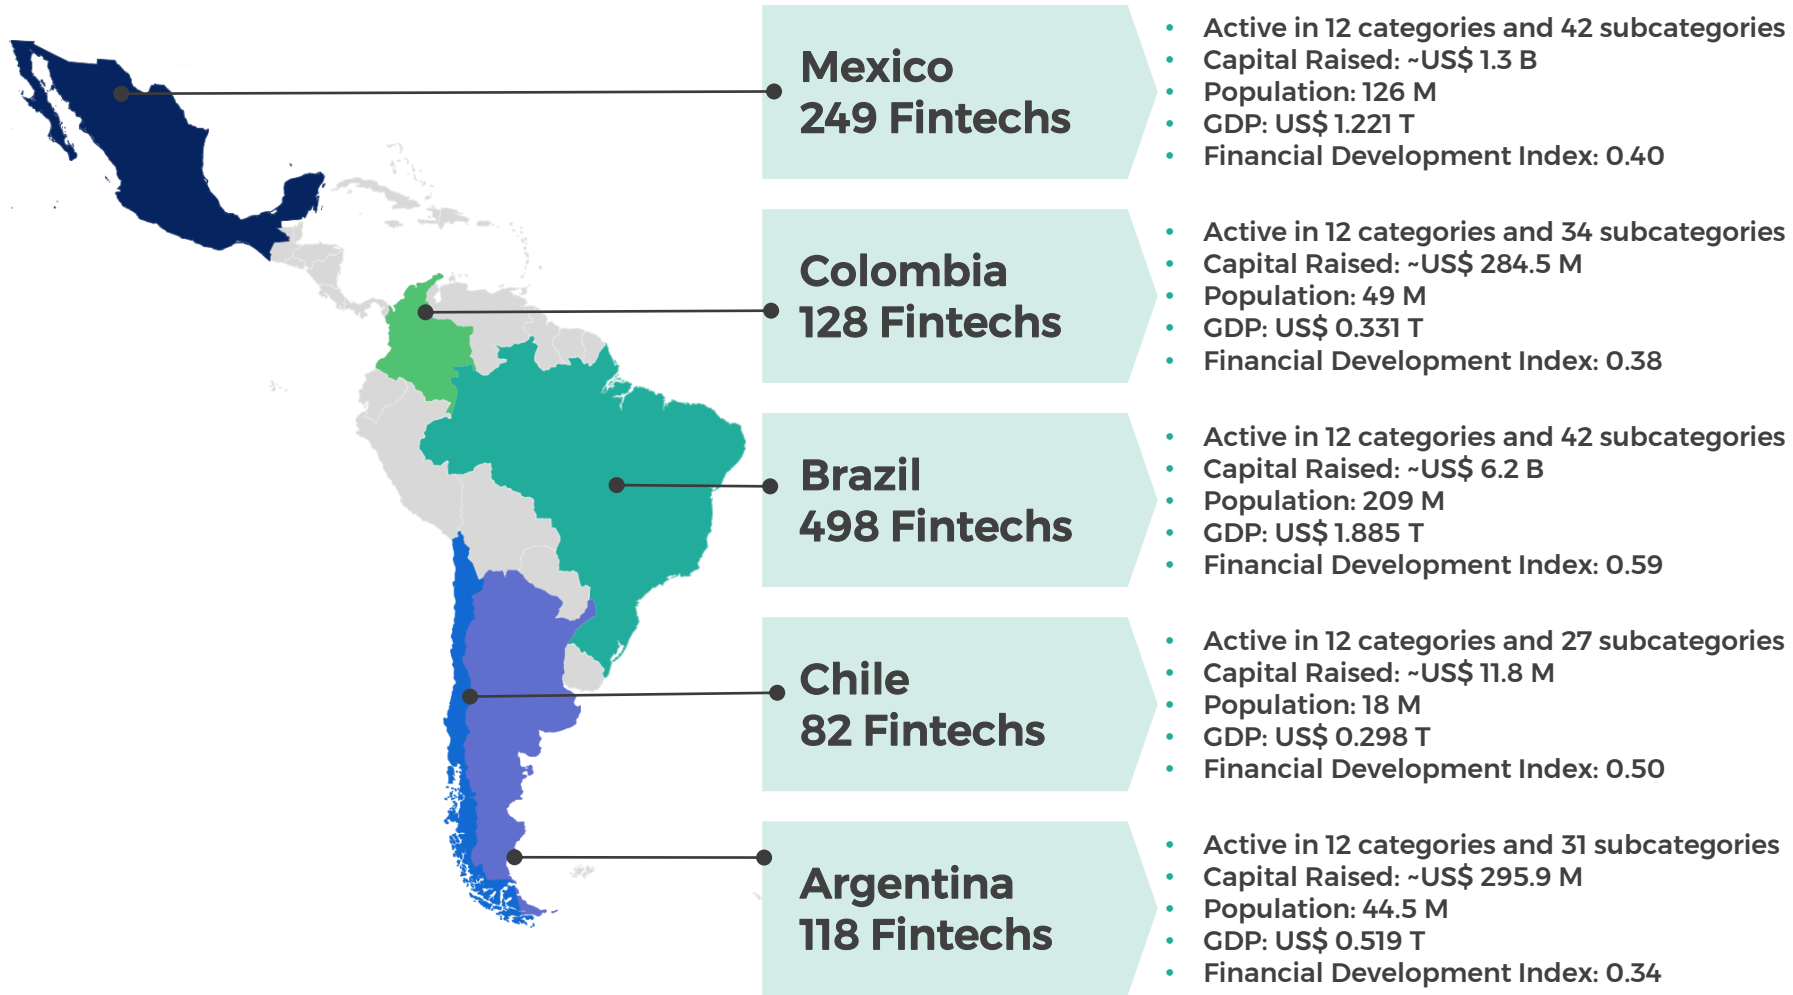 Mexico
249 Fintechs
• Active in 12 categories and 42 subcategories
• Capital Raised: ~US$ 1.3 B
• Population: 126 M
• GDP: US$ 1.221 T
• Financial Development Index: 0.40
Colombia
128 Fintechs
• Active in 12 categories and 34 subcategories
• Capital Raised: ~US$ 284.5 M
• Population: 49 M
• GDP: US$ 0.331 T
• Financial Development Index: 0.38
Brazil
498 Fintechs
• Active in 12 categories and 42 subcategories
• Capital Raised: ~US$ 6.2 B
• Population: 209 M
• GDP: US$ 1.885 T
• Financial Development Index: 0.59
Chile
82 Fintechs
• Active in 12 categories and 27 subcategories
• Capital Raised: ~US$ 11.8 M
• Population: 18 M
• GDP: US$ 0.298 T
• Financial Development Index: 0.50
Argentina
118 Fintechs
• Active in 12 categories and 31 subcategories
• Capital Raised: ~US$ 295.9 M
• Population: 44.5 M
• GDP: US$ 0.519 T
• Financial Development Index: 0.34